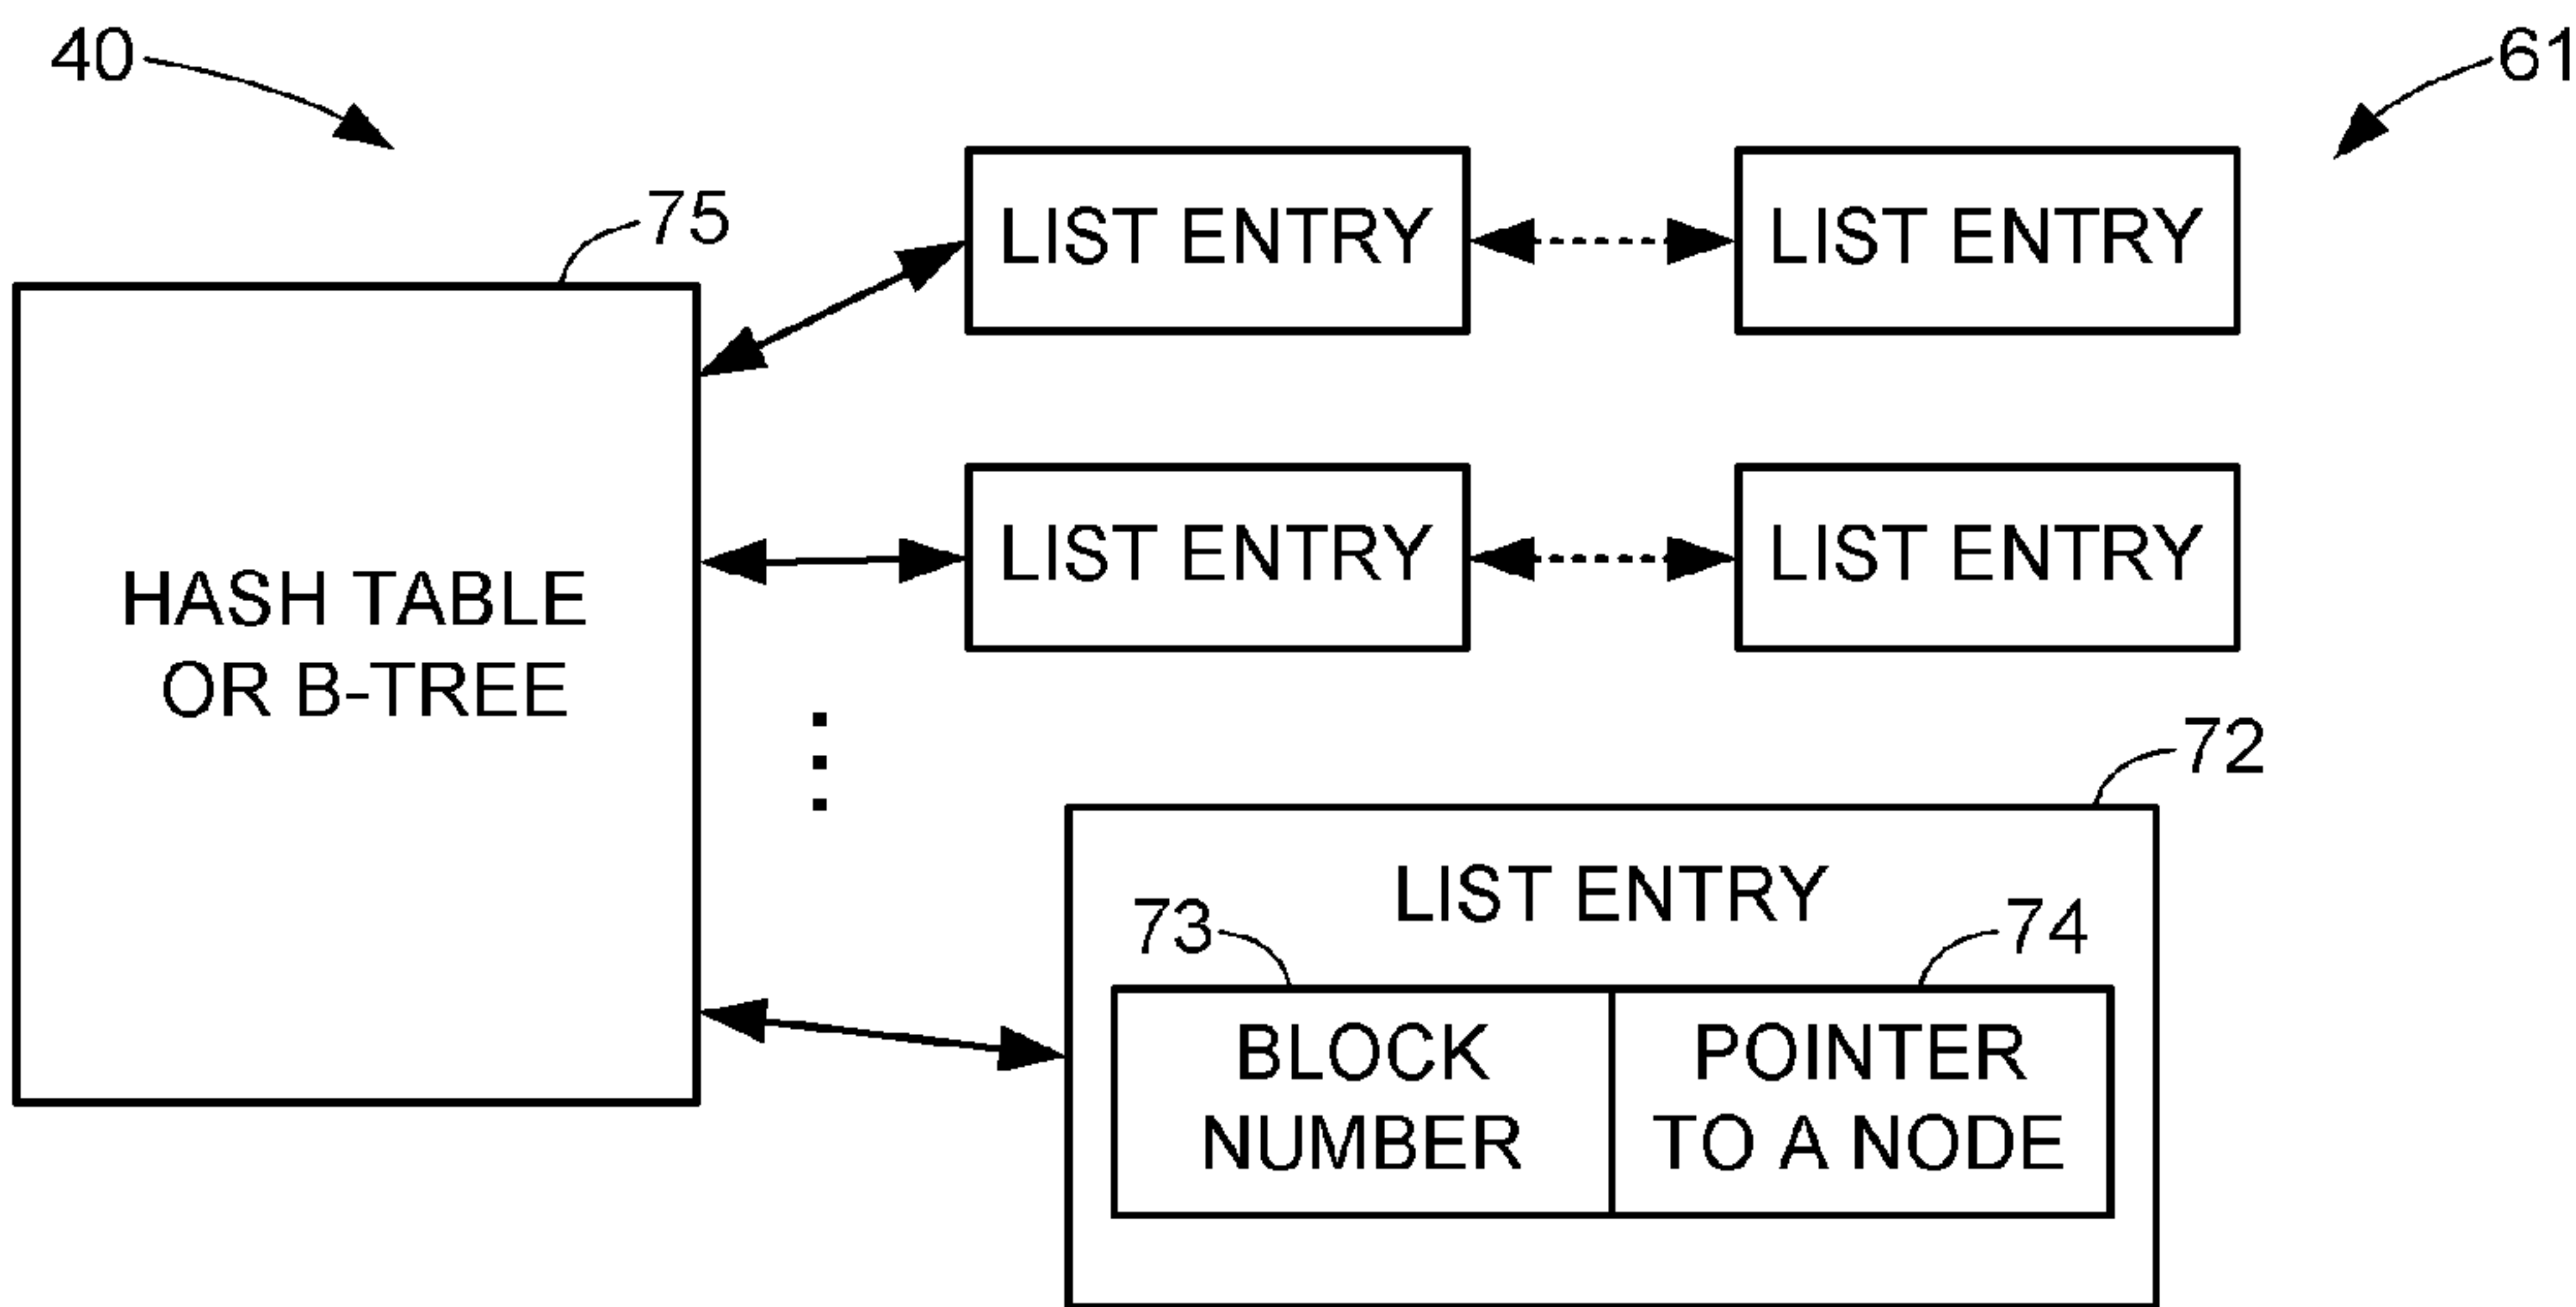 40
61
75
LIST ENTRY
LIST ENTRY
LIST ENTRY
LIST ENTRY
HASH TABLE
OR B-TREE
72
LIST ENTRY
73
74
BLOCK
NUMBER
POINTER
TO A NODE